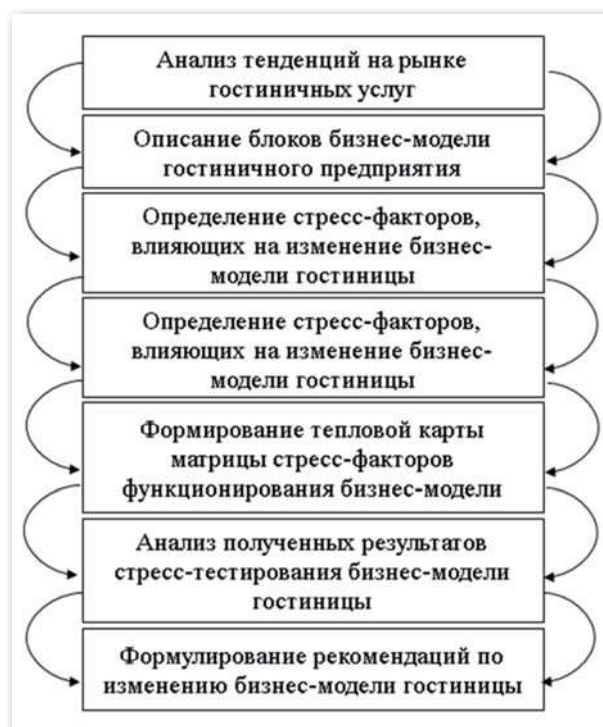 Анализ тенденций на рынке
гостиничных услуг
Описание блоков бизнес-модели
гостиничного предприятия
Определение стресс-факторов,
влияющих на изменение бизнес-
модели гостиницы
Определение стресс-факторов,
влияющих на изменение бизнес-
модели гостиницы
Формирование тепловой карты
матрицы стресс-факторов
функционирования бизнес-модели
Анализ полученных результатов
стресс-тестирования бизнес-модели
гостиницы
Формулирование рекомендаций по
изменению бизнес-модели гостиницы